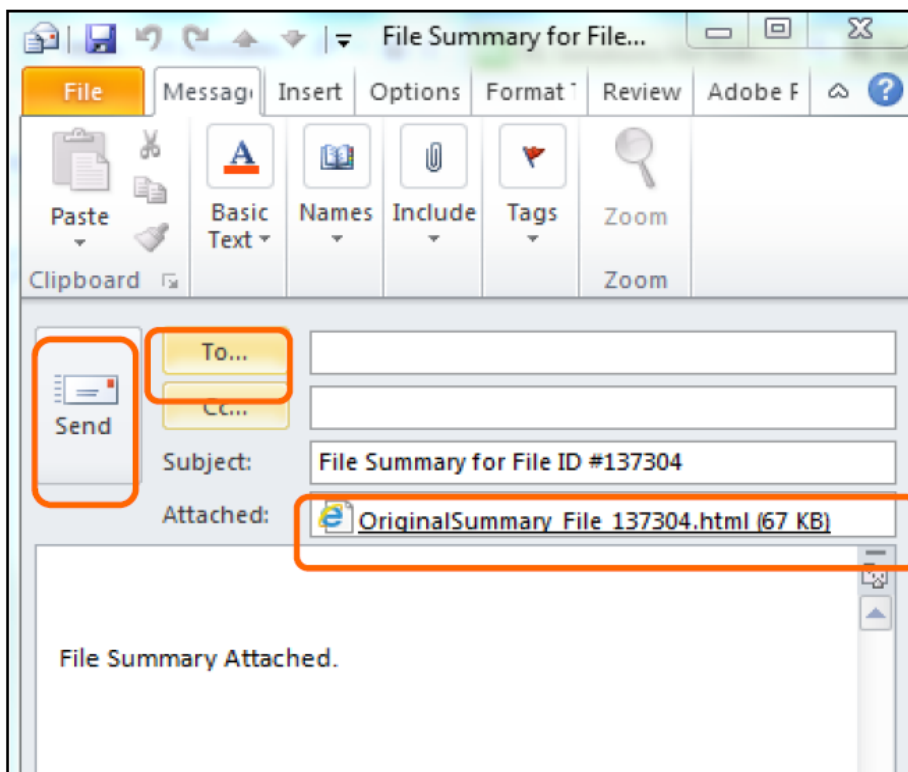 File Summary for File...
File Messag Insert Options Format T Review Adobe F
Paste Basic Text Names Include Tags Zoom
Clipboard Zoom
To...
Cc...
Send
Subject: File Summary for File ID #137304
Attached: OriginalSummary_File_137304.html (67 KB)
File Summary Attached.